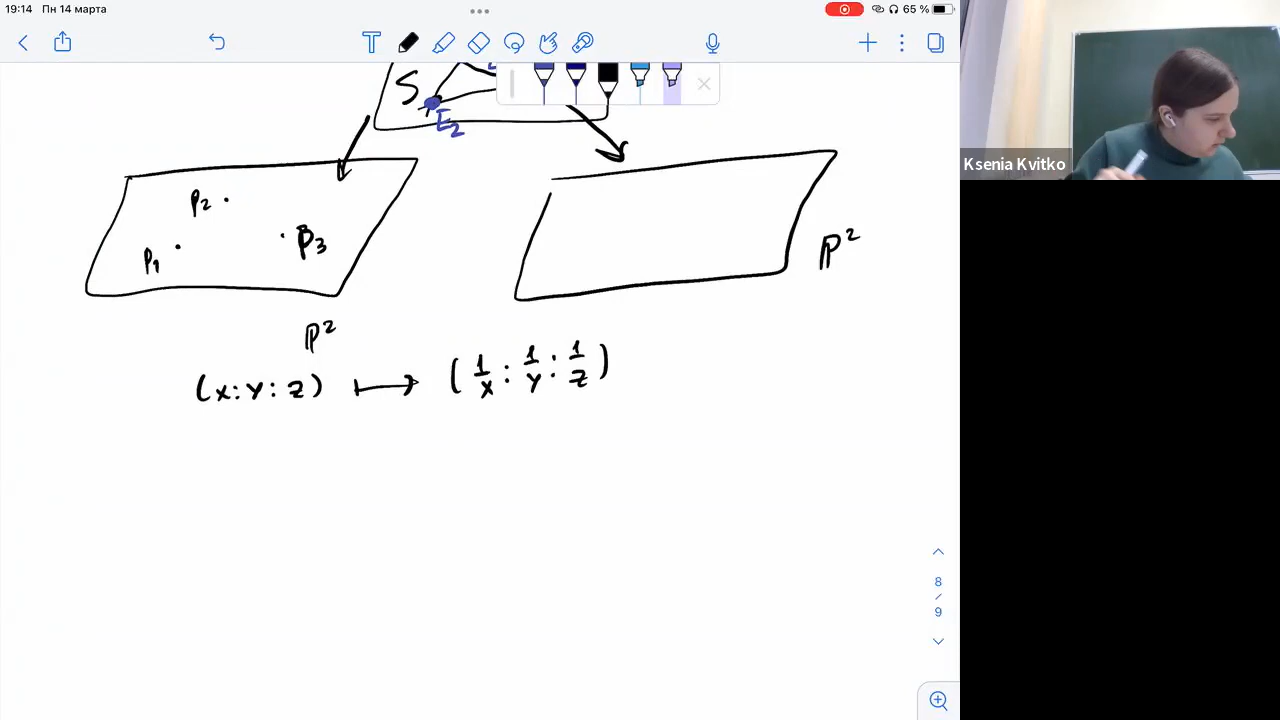 19:14 Пн 14 марта
65 %
T
S
E₂
Ksenia Kvitko
p₂
p₁
p₃
ℙ²
ℙ²
(x:y:z) ⟼ (1/x : 1/y : 1/z)
8
/
9